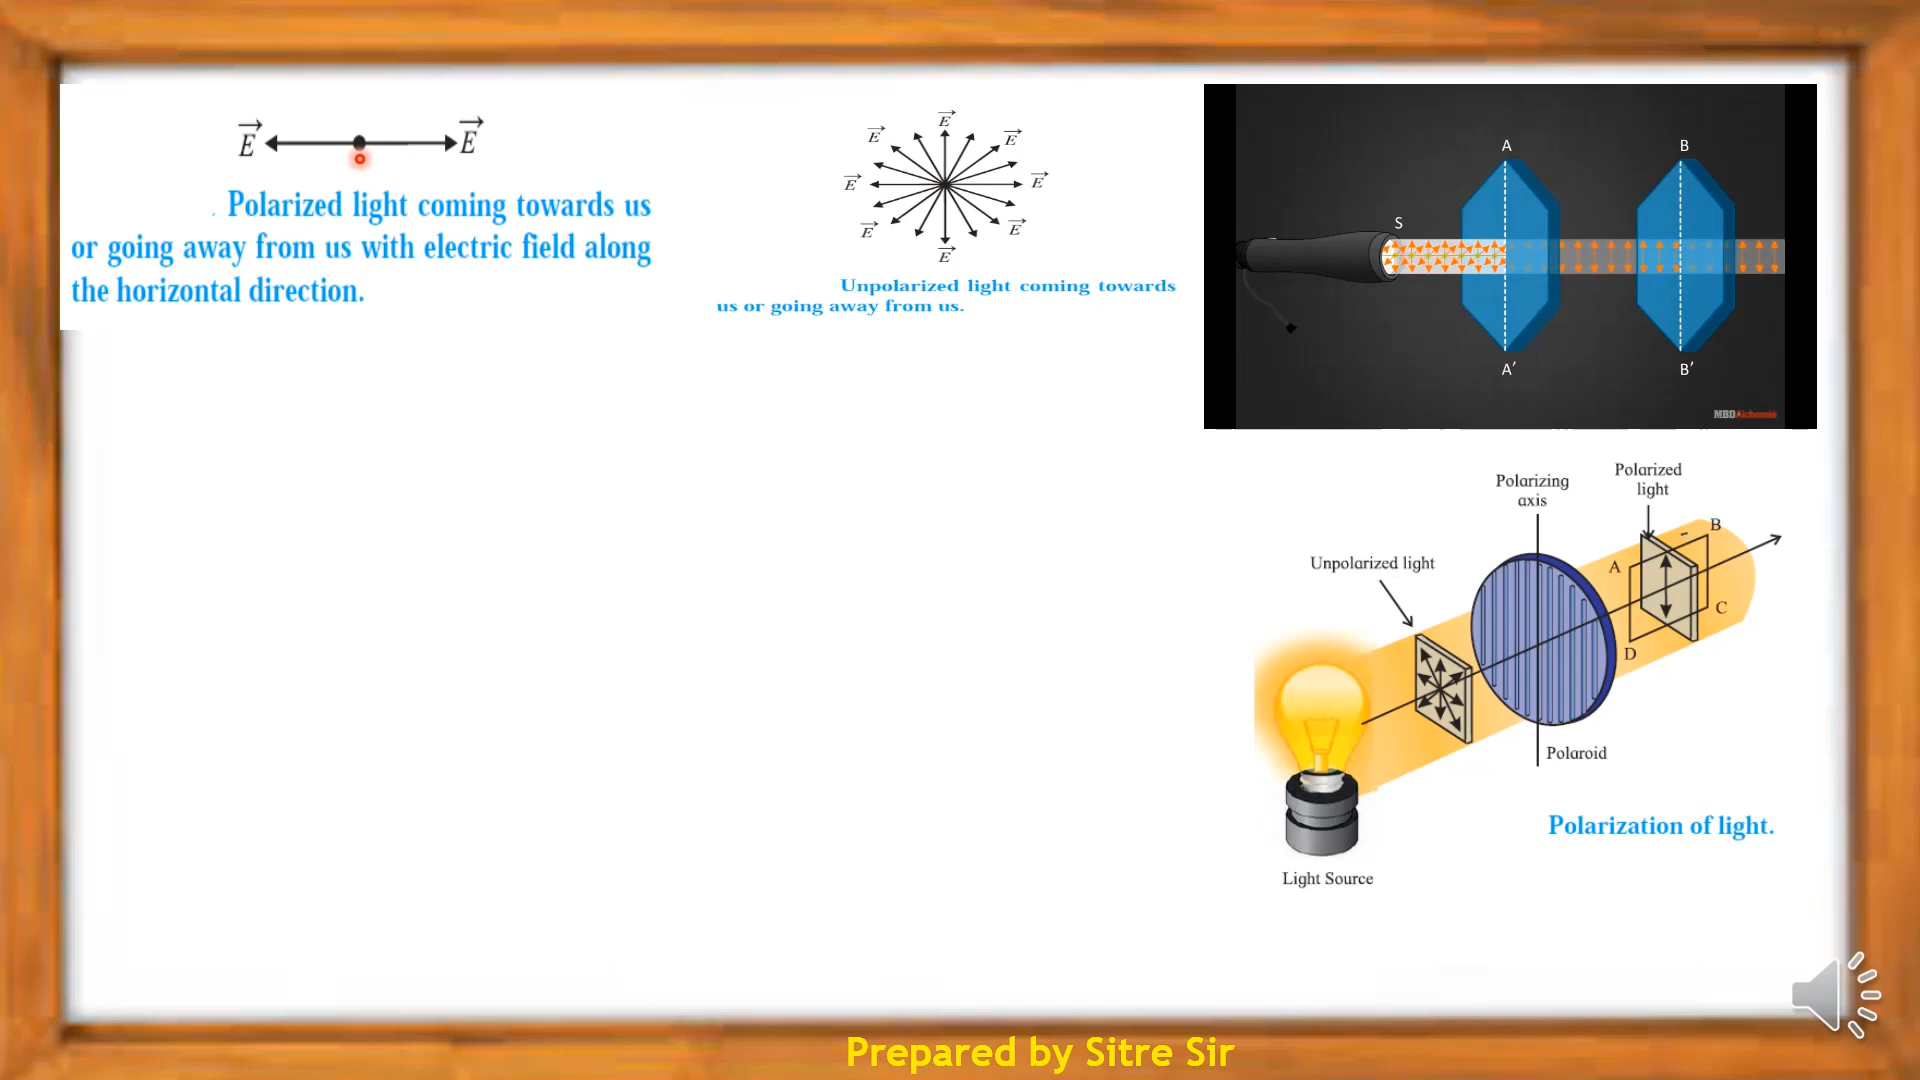 E E
Polarized light coming towards us
or going away from us with electric field along
the horizontal direction.
E
E E
E E
E E
E
Unpolarized light coming towards
us or going away from us.
A B
S
A′ B′
MBDAlchemie
Polarized
light
Polarizing
axis
B
Unpolarized light
A
C
D
Polaroid
Polarization of light.
Light Source
Prepared by Sitre Sir